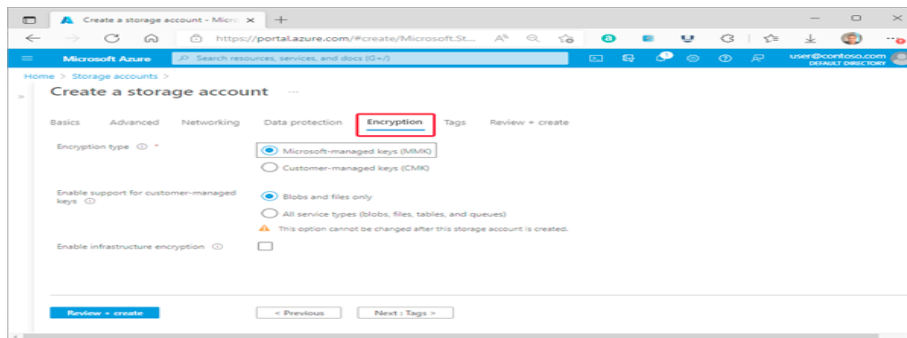 Create a storage account - Micro
https://portal.azure.com/#create/Microsoft.St...
Microsoft Azure
Search resources, services, and docs (G+/)
user@contoso.com
DEFAULT DIRECTORY
Home > Storage accounts >
Create a storage account ...
Basics Advanced Networking Data protection Encryption Tags Review + create
Encryption type *
Microsoft-managed keys (MMK)
Customer-managed keys (CMK)
Enable support for customer-managed
keys
Blobs and files only
All service types (blobs, files, tables, and queues)
This option cannot be changed after this storage account is created.
Enable infrastructure encryption
Review + create
< Previous
Next : Tags >